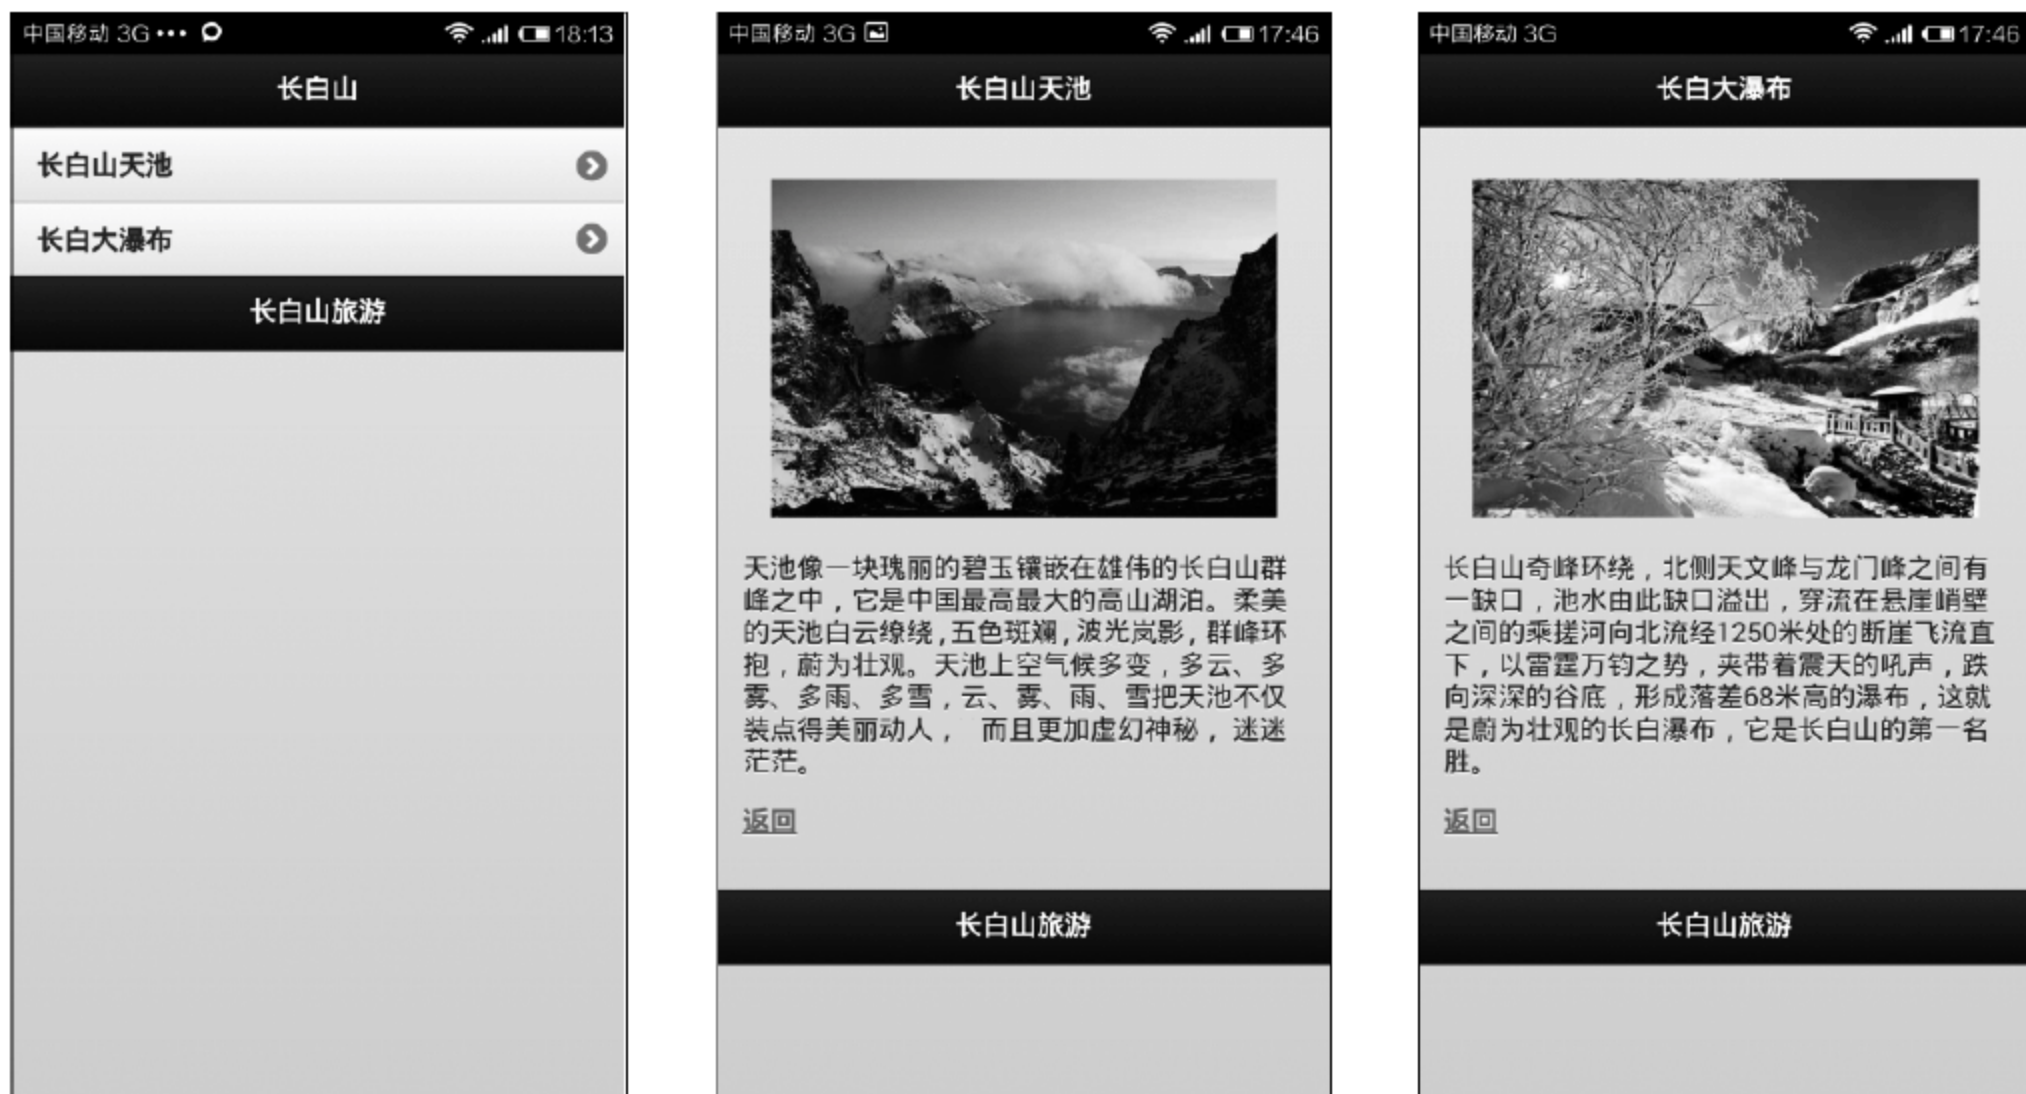 中国移动 3G ••• 18:13
长白山
长白山天池
长白大瀑布
长白山旅游
中国移动 3G 17:46
长白山天池
天池像一块瑰丽的碧玉镶嵌在雄伟的长白山群
峰之中，它是中国最高最大的高山湖泊。柔美
的天池白云缭绕,五色斑斓,波光岚影,群峰环
抱，蔚为壮观。天池上空气候多变，多云、多
雾、多雨、多雪，云、雾、雨、雪把天池不仅
装点得美丽动人， 而且更加虚幻神秘，迷迷
茫茫。
返回
长白山旅游
中国移动 3G 17:46
长白大瀑布
长白山奇峰环绕，北侧天文峰与龙门峰之间有
一缺口，池水由此缺口溢出，穿流在悬崖峭壁
之间的乘搓河向北流经1250米处的断崖飞流直
下，以雷霆万钧之势，夹带着震天的吼声，跌
向深深的谷底，形成落差68米高的瀑布，这就
是蔚为壮观的长白瀑布，它是长白山的第一名
胜。
返回
长白山旅游